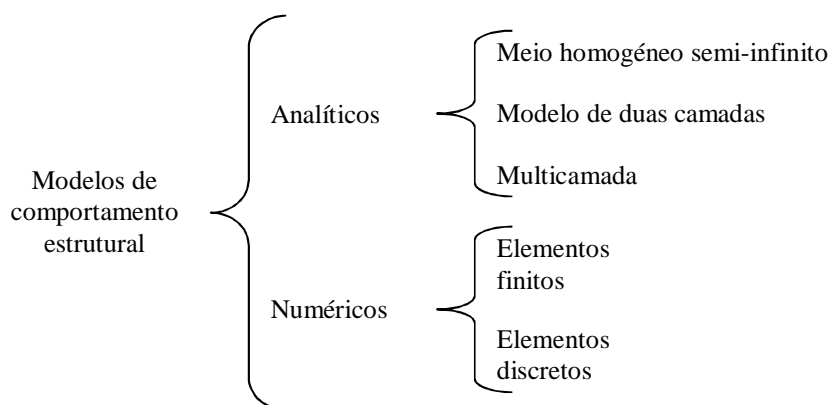 Modelos de
comportamento
estrutural
Analíticos
Meio homogéneo semi-infinito
Modelo de duas camadas
Multicamada
Numéricos
Elementos
finitos
Elementos
discretos